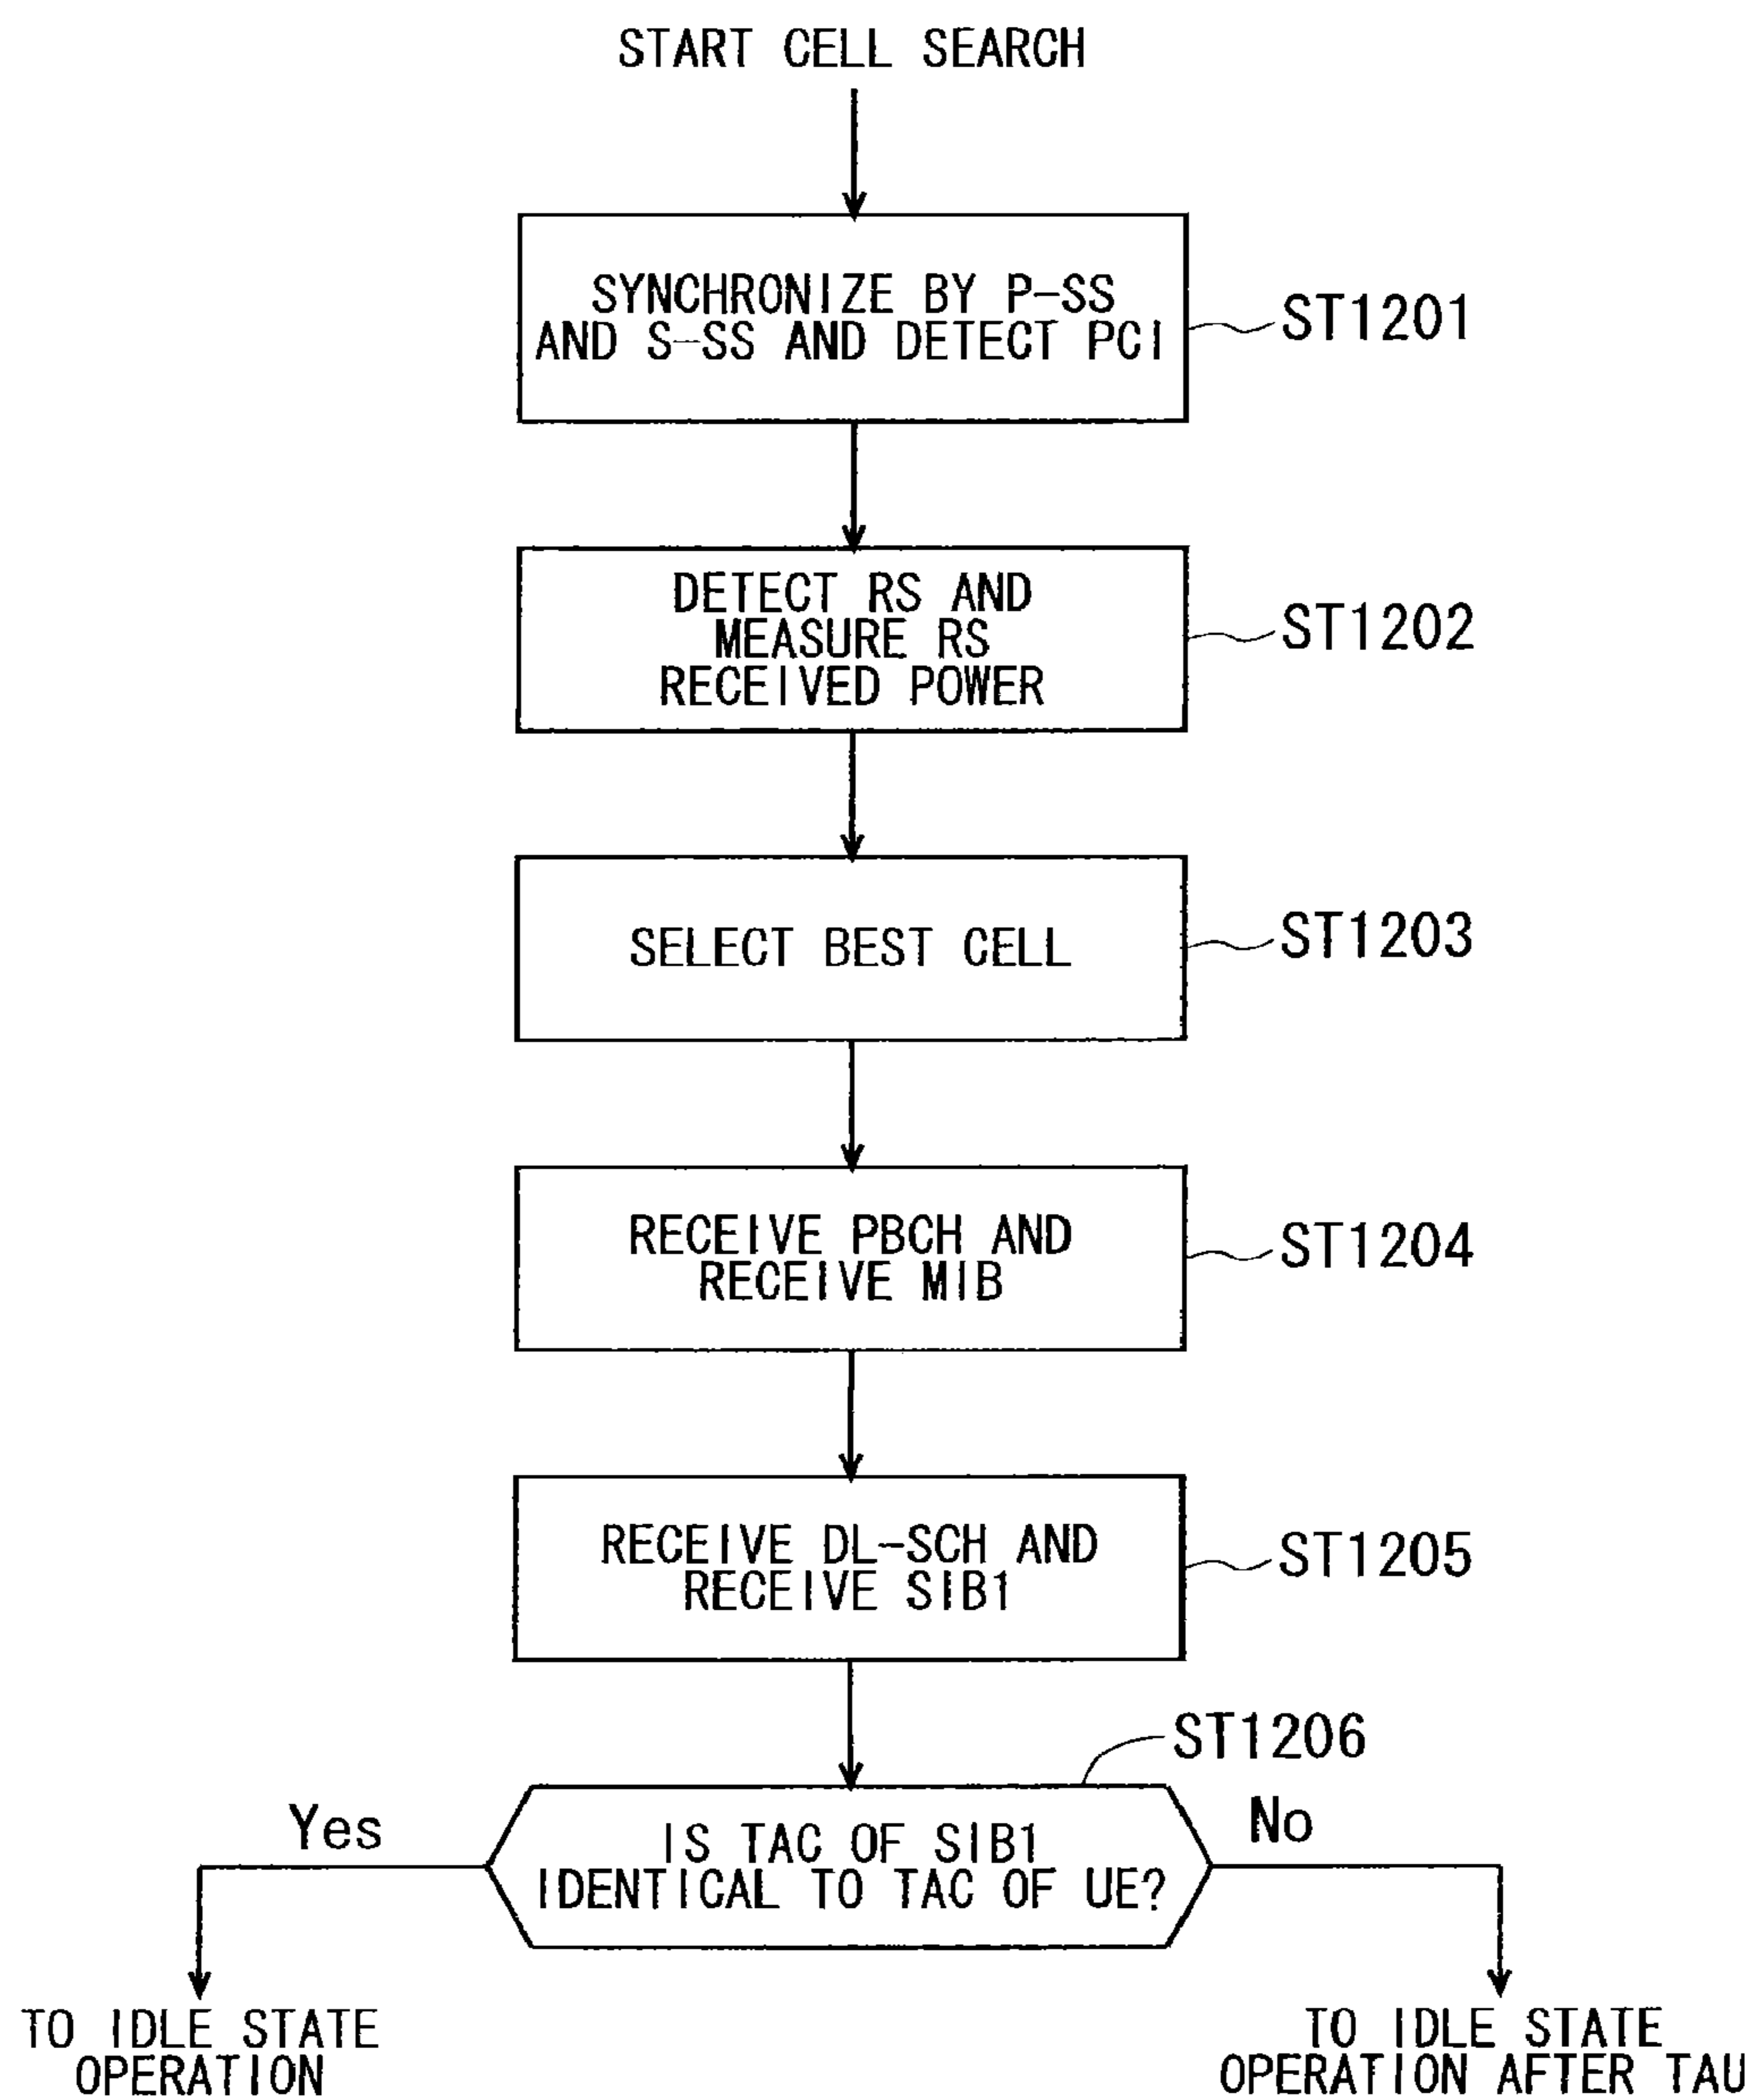 START CELL SEARCH
SYNCHRONIZE BY P-SS
AND S-SS AND DETECT PCI
ST1201
DETECT RS AND
MEASURE RS
RECEIVED POWER
ST1202
SELECT BEST CELL
ST1203
RECEIVE PBCH AND
RECEIVE MIB
ST1204
RECEIVE DL-SCH AND
RECEIVE SIB1
ST1205
ST1206
Yes
No
IS TAC OF SIB1
IDENTICAL TO TAC OF UE?
TO IDLE STATE
OPERATION
TO IDLE STATE
OPERATION AFTER TAU